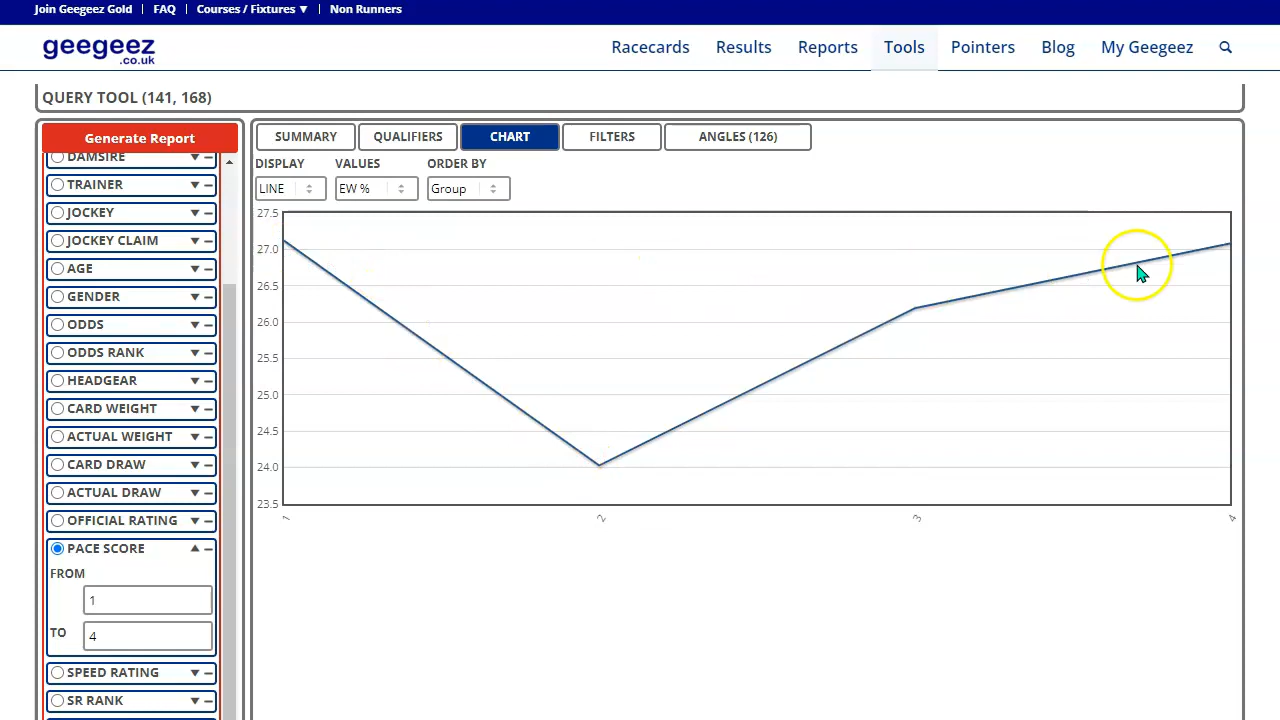 Join Geegeez Gold | FAQ | Courses / Fixtures ▼ | Non Runners
geegeez
.co.uk
Racecards Results Reports Tools Pointers Blog My Geegeez
QUERY TOOL (141, 168)
Generate Report
SUMMARY QUALIFIERS CHART FILTERS ANGLES (126)
DISPLAY VALUES ORDER BY
LINE EW % Group
DAMSIRE
TRAINER
JOCKEY
JOCKEY CLAIM
AGE
GENDER
ODDS
ODDS RANK
HEADGEAR
CARD WEIGHT
ACTUAL WEIGHT
CARD DRAW
ACTUAL DRAW
OFFICIAL RATING
PACE SCORE
FROM
1
TO
4
SPEED RATING
SR RANK
27.5
27.0
26.5
26.0
25.5
25.0
24.5
24.0
23.5
1 2 3 4